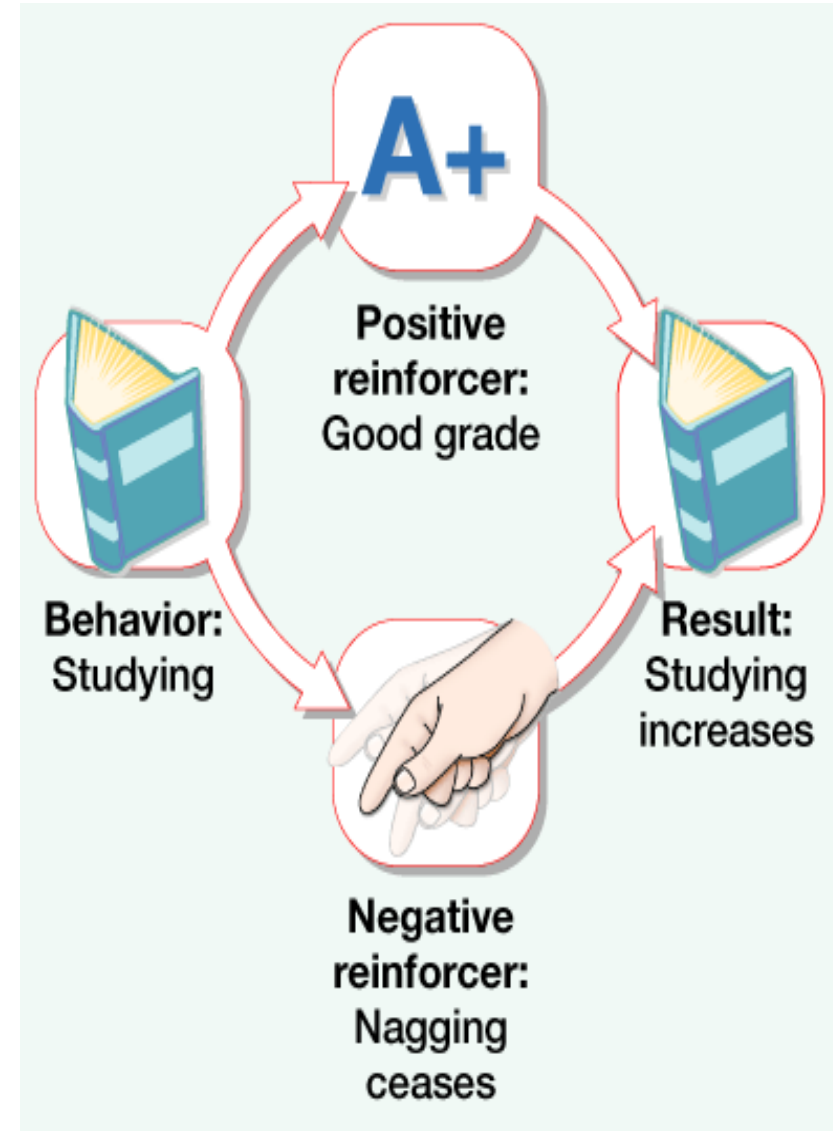 A+
Positive
reinforcer:
Good grade
Behavior:
Studying
Result:
Studying
increases
Negative
reinforcer:
Nagging
ceases